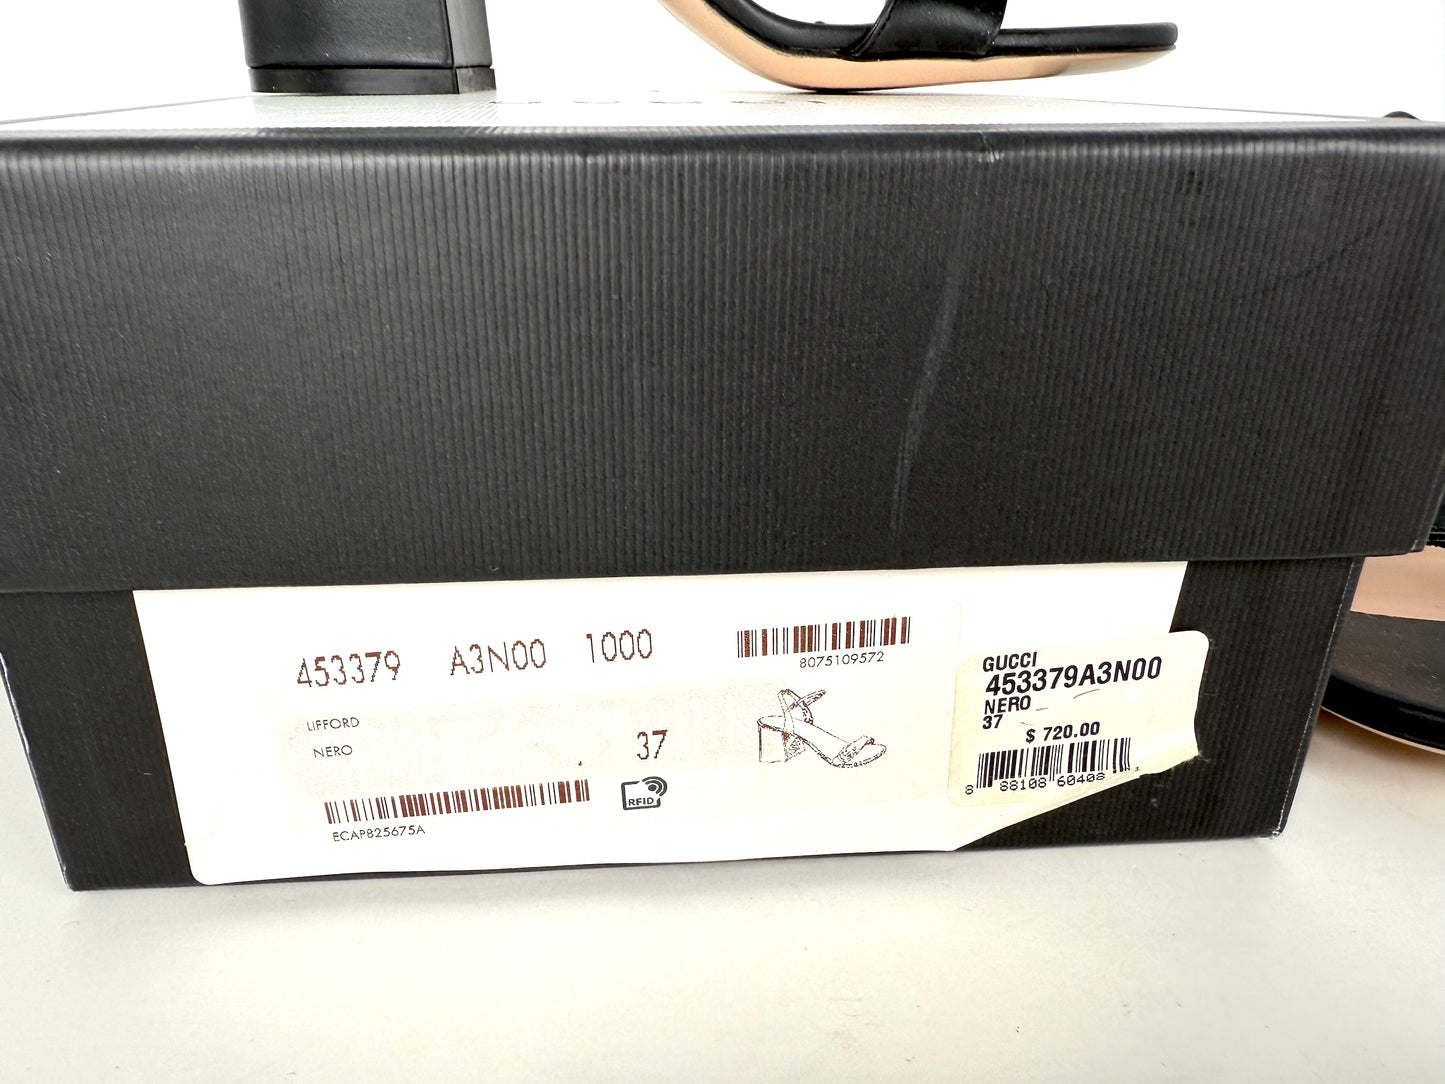 453379 A3N00 1000
8075109572
LIFFORD
NERO 37
ECAP825675A
RFID
GUCCI
453379A3N00
NERO
37
$ 720.00
8 88108 60408